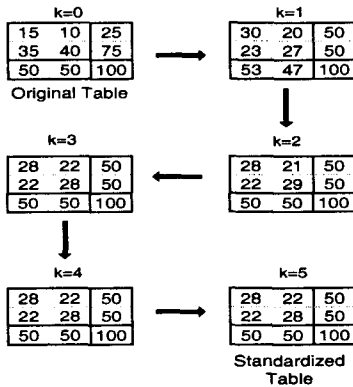 k=0
15 10 25
35 40 75
50 50 100
Original Table
k=1
30 20 50
23 27 50
53 47 100
k=2
28 21 50
22 29 50
50 50 100
k=3
28 22 50
22 28 50
50 50 100
k=4
28 22 50
22 28 50
50 50 100
k=5
28 22 50
22 28 50
50 50 100
Standardized
Table